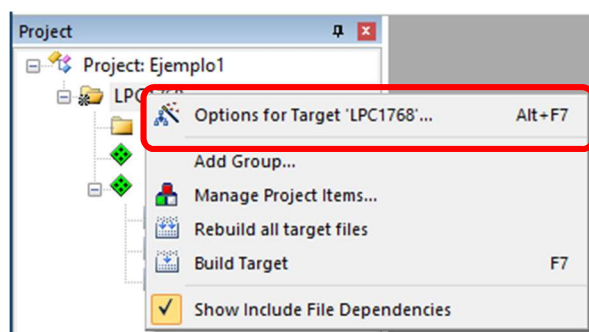 Project
Project: Ejemplo1
LPC1768
Options for Target 'LPC1768'... Alt+F7
Add Group...
Manage Project Items...
Rebuild all target files
Build Target F7
Show Include File Dependencies